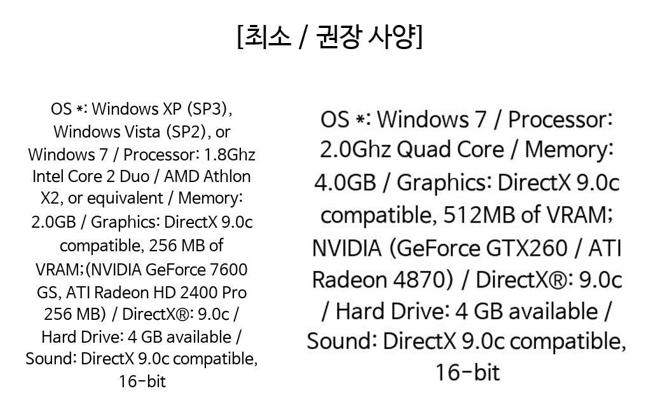 [최소 / 권장 사양]
OS *: Windows XP (SP3),
Windows Vista (SP2), or
Windows 7 / Processor: 1.8Ghz
Intel Core 2 Duo / AMD Athlon
X2, or equivalent / Memory:
2.0GB / Graphics: DirectX 9.0c
compatible, 256 MB of
VRAM;(NVIDIA GeForce 7600
GS, ATI Radeon HD 2400 Pro
256 MB) / DirectX®: 9.0c /
Hard Drive: 4 GB available /
Sound: DirectX 9.0c compatible,
16-bit
OS *: Windows 7 / Processor:
2.0Ghz Quad Core / Memory:
4.0GB / Graphics: DirectX 9.0c
compatible, 512MB of VRAM;
NVIDIA (GeForce GTX260 / ATI
Radeon 4870) / DirectX®: 9.0c
/ Hard Drive: 4 GB available /
Sound: DirectX 9.0c compatible,
16-bit